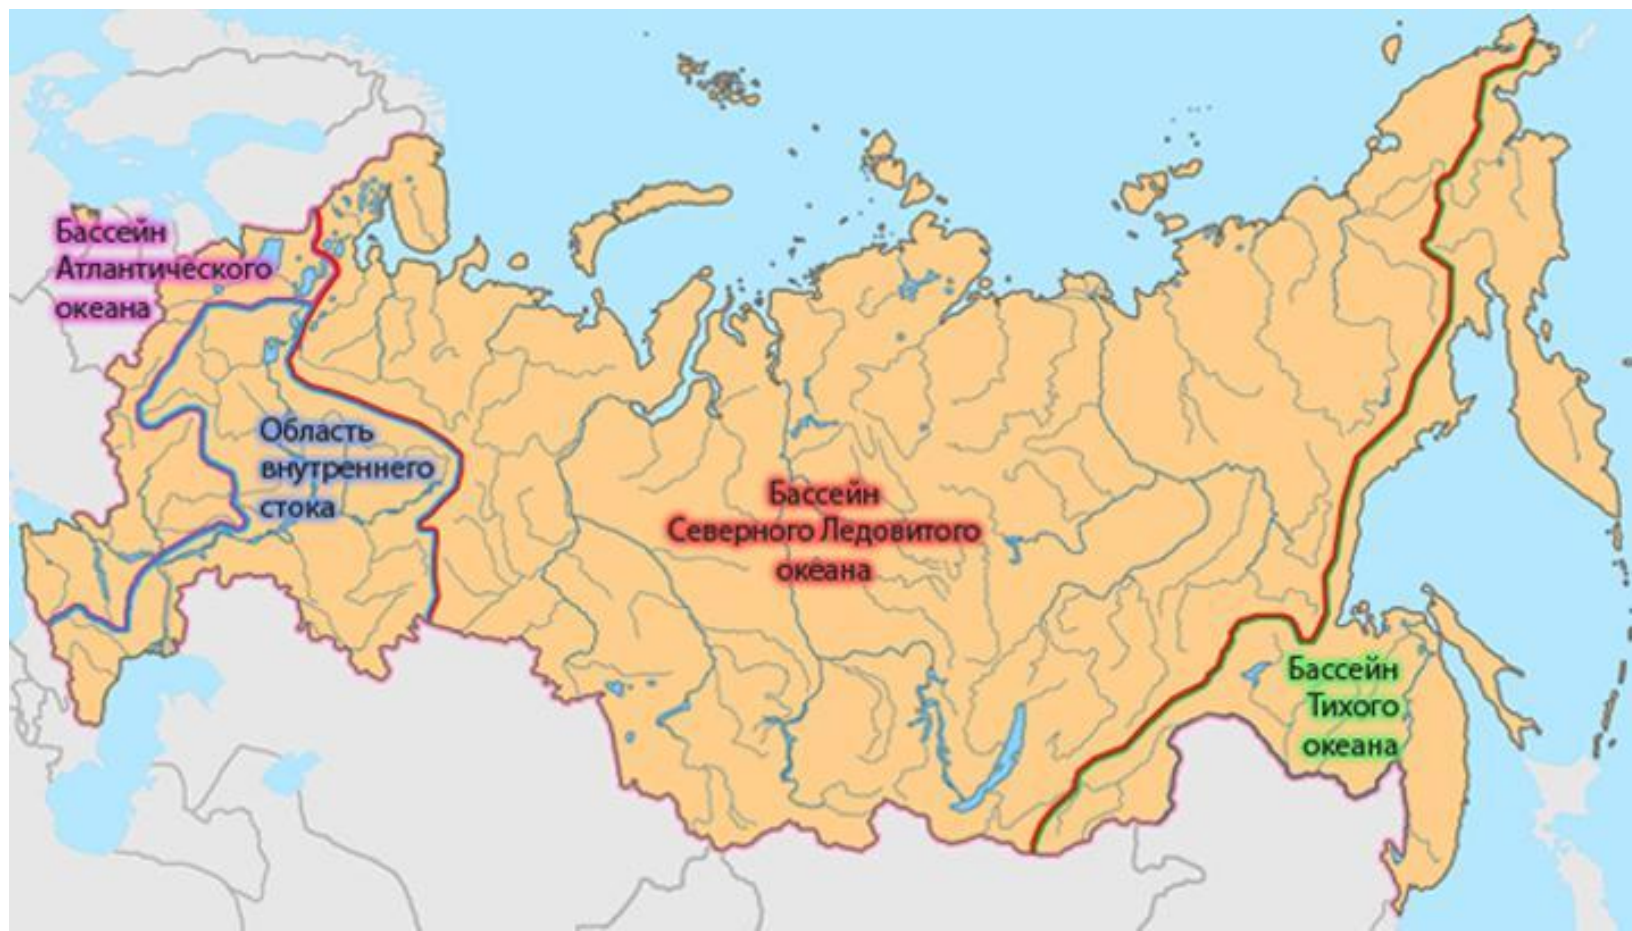 Бассейн
Атлантического
океана
Область
внутреннего
стока
Бассейн
Северного Ледовитого
океана
Бассейн
Тихого
океана